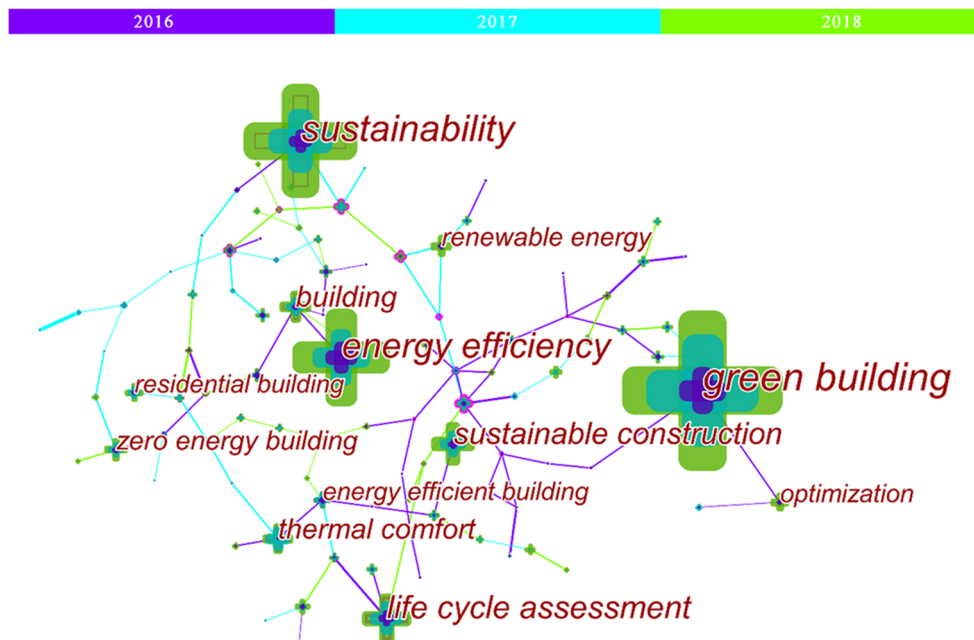 2016 2017 2018
sustainability
renewable energy
building
energy efficiency
green building
residential building
sustainable construction
zero energy building
energy efficient building
optimization
thermal comfort
life cycle assessment